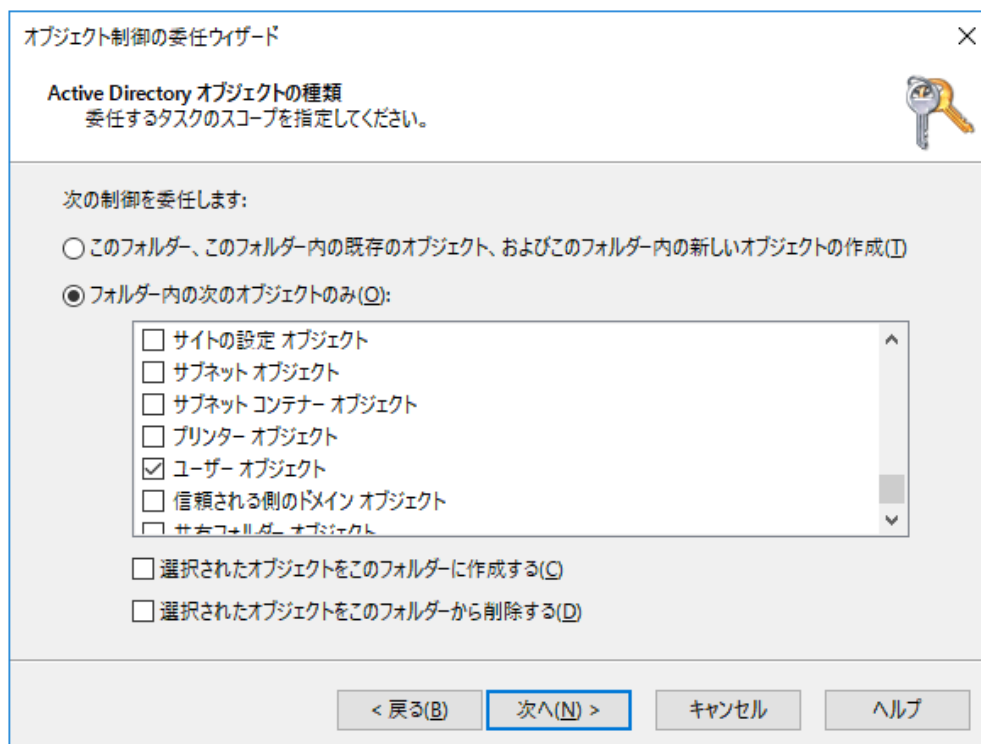 オブジェクト制御の委任ウィザード
Active Directory オブジェクトの種類
委任するタスクのスコープを指定してください。
次の制御を委任します:
このフォルダー、このフォルダー内の既存のオブジェクト、およびこのフォルダー内の新しいオブジェクトの作成(T)
フォルダー内の次のオブジェクトのみ(O):
サイトの設定 オブジェクト
サブネット オブジェクト
サブネット コンテナー オブジェクト
プリンター オブジェクト
ユーザー オブジェクト
信頼される側のドメイン オブジェクト
共有フォルダー オブジェクト
選択されたオブジェクトをこのフォルダーに作成する(C)
選択されたオブジェクトをこのフォルダーから削除する(D)
< 戻る(B) 次へ(N) > キャンセル ヘルプ